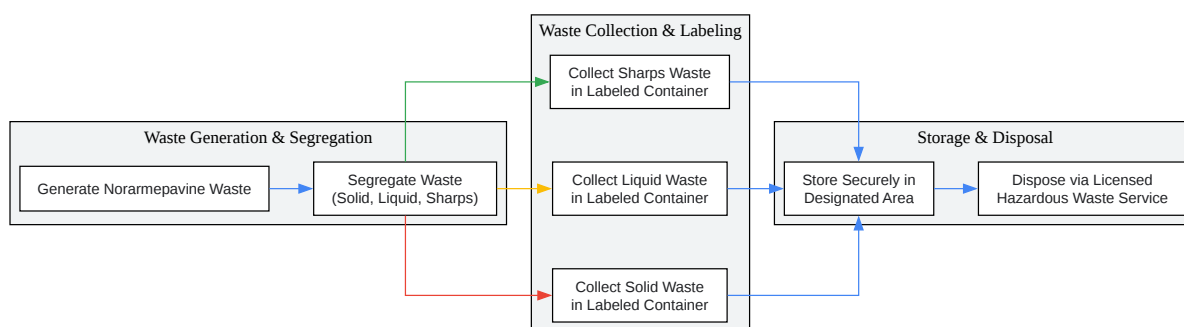 Waste Generation & Segregation
Generate Norarmepavine Waste
Segregate Waste
(Solid, Liquid, Sharps)
Waste Collection & Labeling
Collect Sharps Waste
in Labeled Container
Collect Liquid Waste
in Labeled Container
Collect Solid Waste
in Labeled Container
Storage & Disposal
Store Securely in
Designated Area
Dispose via Licensed
Hazardous Waste Service